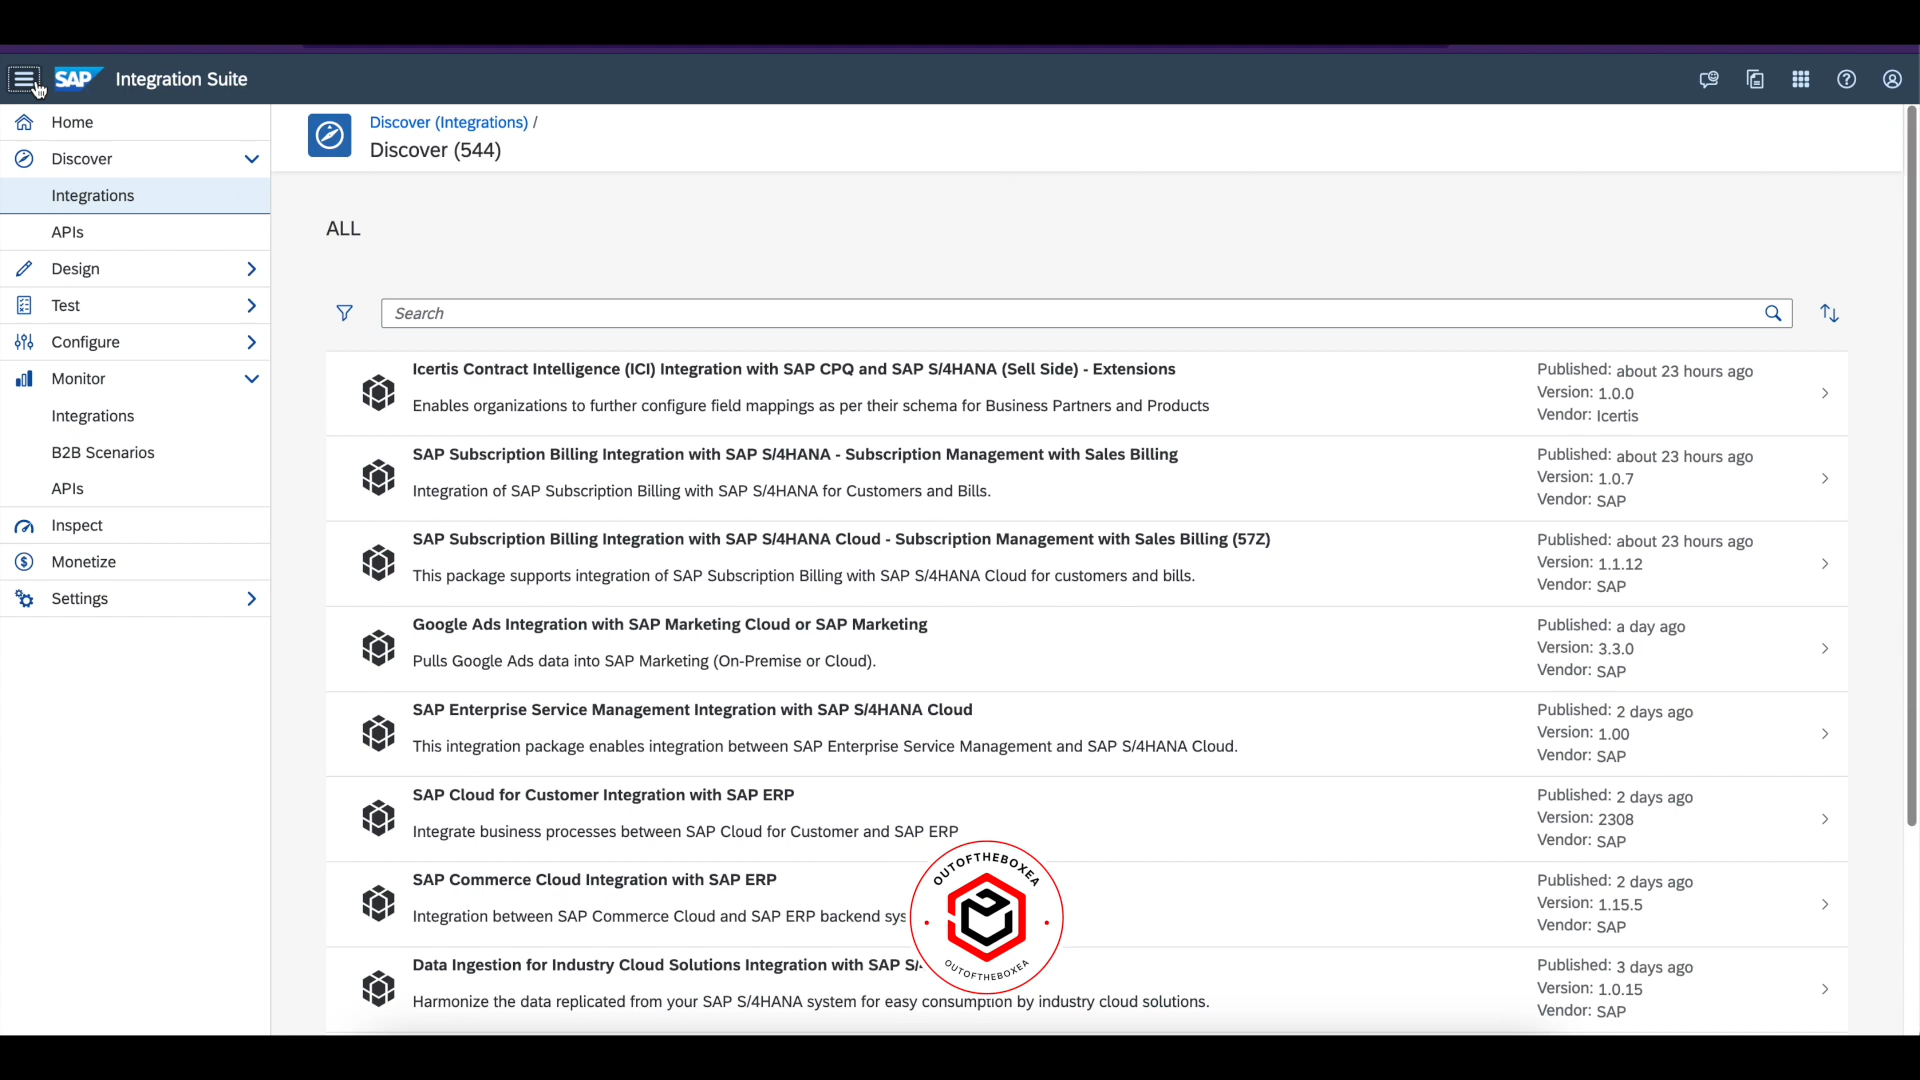 SAP Integration Suite
Home
Discover
Integrations
APIs
Design
Test
Configure
Monitor
Integrations
B2B Scenarios
APIs
Inspect
Monetize
Settings
Discover (Integrations) /
Discover (544)
ALL
Search
Icertis Contract Intelligence (ICI) Integration with SAP CPQ and SAP S/4HANA (Sell Side) - Extensions
Enables organizations to further configure field mappings as per their schema for Business Partners and Products
Published: about 23 hours ago
Version: 1.0.0
Vendor: Icertis
SAP Subscription Billing Integration with SAP S/4HANA - Subscription Management with Sales Billing
Integration of SAP Subscription Billing with SAP S/4HANA for Customers and Bills.
Published: about 23 hours ago
Version: 1.0.7
Vendor: SAP
SAP Subscription Billing Integration with SAP S/4HANA Cloud - Subscription Management with Sales Billing (57Z)
This package supports integration of SAP Subscription Billing with SAP S/4HANA Cloud for customers and bills.
Published: about 23 hours ago
Version: 1.1.12
Vendor: SAP
Google Ads Integration with SAP Marketing Cloud or SAP Marketing
Pulls Google Ads data into SAP Marketing (On-Premise or Cloud).
Published: a day ago
Version: 3.3.0
Vendor: SAP
SAP Enterprise Service Management Integration with SAP S/4HANA Cloud
This integration package enables integration between SAP Enterprise Service Management and SAP S/4HANA Cloud.
Published: 2 days ago
Version: 1.00
Vendor: SAP
SAP Cloud for Customer Integration with SAP ERP
Integrate business processes between SAP Cloud for Customer and SAP ERP
Published: 2 days ago
Version: 2308
Vendor: SAP
SAP Commerce Cloud Integration with SAP ERP
Integration between SAP Commerce Cloud and SAP ERP backend
Published: 2 days ago
Version: 1.15.5
Vendor: SAP
Data Ingestion for Industry Cloud Solutions Integration with SAP
Harmonize the data replicated from your SAP S/4HANA system for easy consumption by industry cloud solutions.
Published: 3 days ago
Version: 1.0.15
Vendor: SAP
OUTOFTHEBOXEA
OUTOFTHEBOXEA